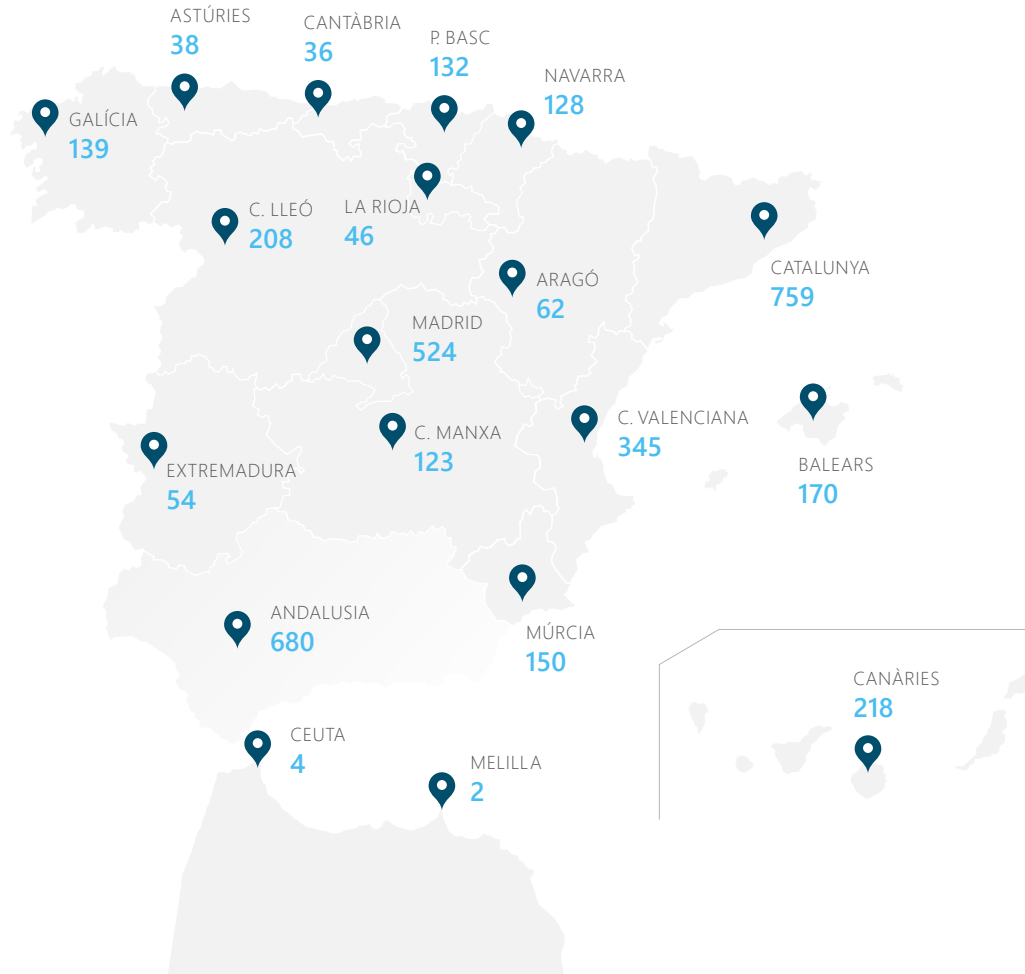 ASTÚRIES
38
CANTÀBRIA
36
P. BASC
132
NAVARRA
128
GALÍCIA
139
C. LLEÓ
208
LA RIOJA
46
CATALUNYA
759
ARAGÓ
62
MADRID
524
C. VALENCIANA
345
C. MANXA
123
BALEARS
170
EXTREMADURA
54
ANDALUSIA
680
MÚRCIA
150
CANÀRIES
218
CEUTA
4
MELILLA
2